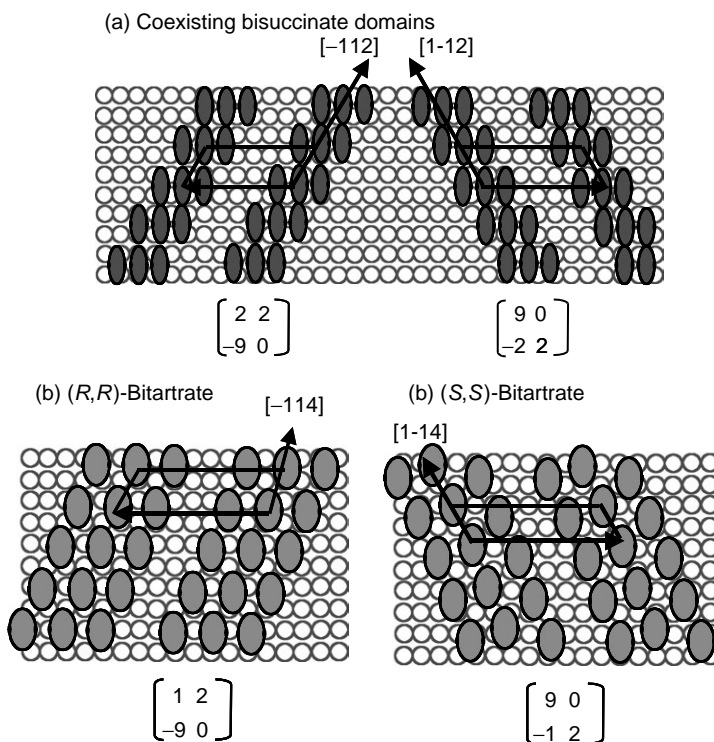 (a) Coexisting bisuccinate domains
[–112] [1-12]
2 2 9 0
–9 0 –2 2
(b) (R,R)-Bitartrate (b) (S,S)-Bitartrate
[–114]
[1-14]
1 2 9 0
–9 0 –1 2